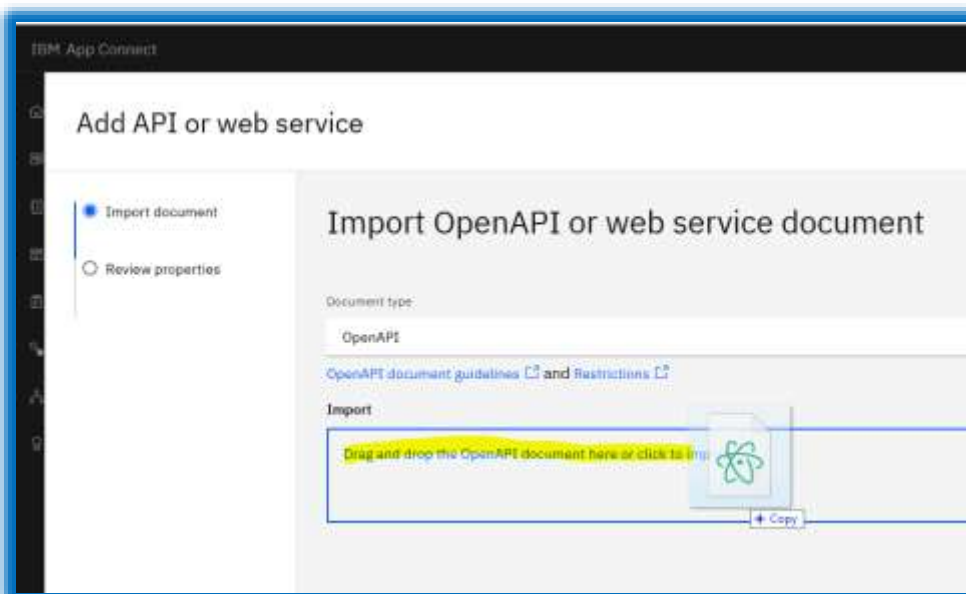 IBM App Connect
Add API or web service
Import document
Review properties
Import OpenAPI or web service document
Document type
OpenAPI
OpenAPI document guidelines and Restrictions
Import
Drag and drop the OpenAPI document here or click to
Copy